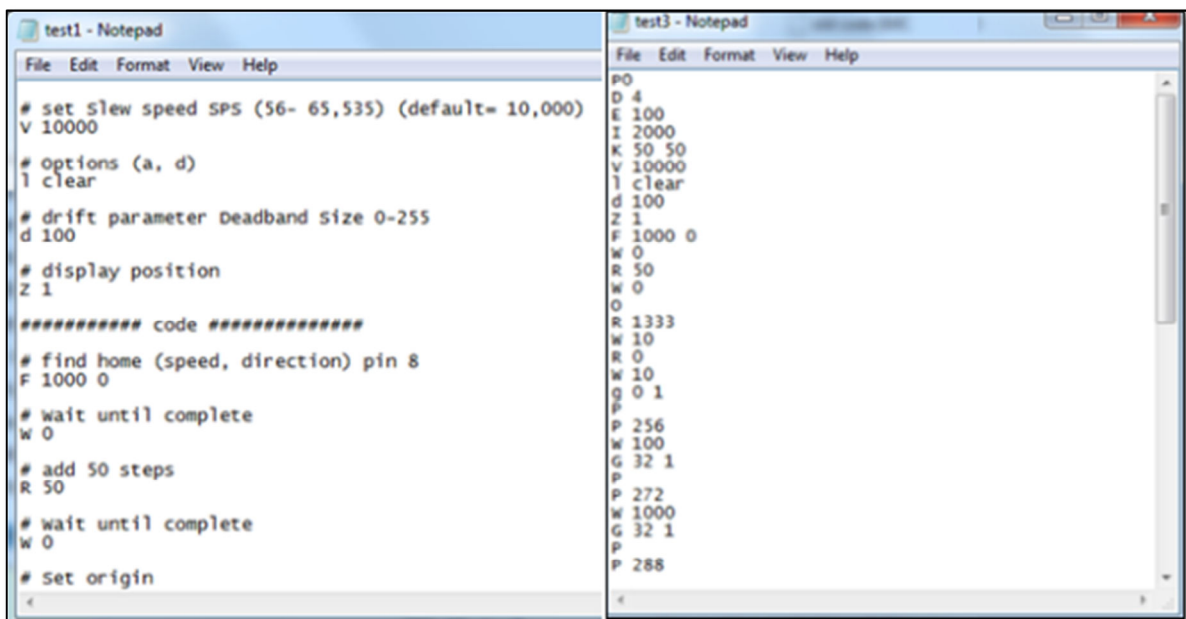 test1 - Notepad
File Edit Format View Help
# set Slew speed SPS (56- 65,535) (default= 10,000)
V 10000
# options (a, d)
l clear
# drift parameter Deadband Size 0-255
d 100
# display position
Z 1
########### code ##############
# find home (speed, direction) pin 8
F 1000 0
# wait until complete
W 0
# add 50 steps
R 50
# wait until complete
W 0
# Set origin
test3 - Notepad
File Edit Format View Help
PO
D 4
E 100
I 2000
K 50 50
V 10000
l clear
d 100
Z 1
F 1000 0
W 0
R 50
W 0
O
R 1333
W 10
R 0
W 10
g 0 1
P
P 256
W 100
G 32 1
P
P 272
W 1000
G 32 1
P
P 288